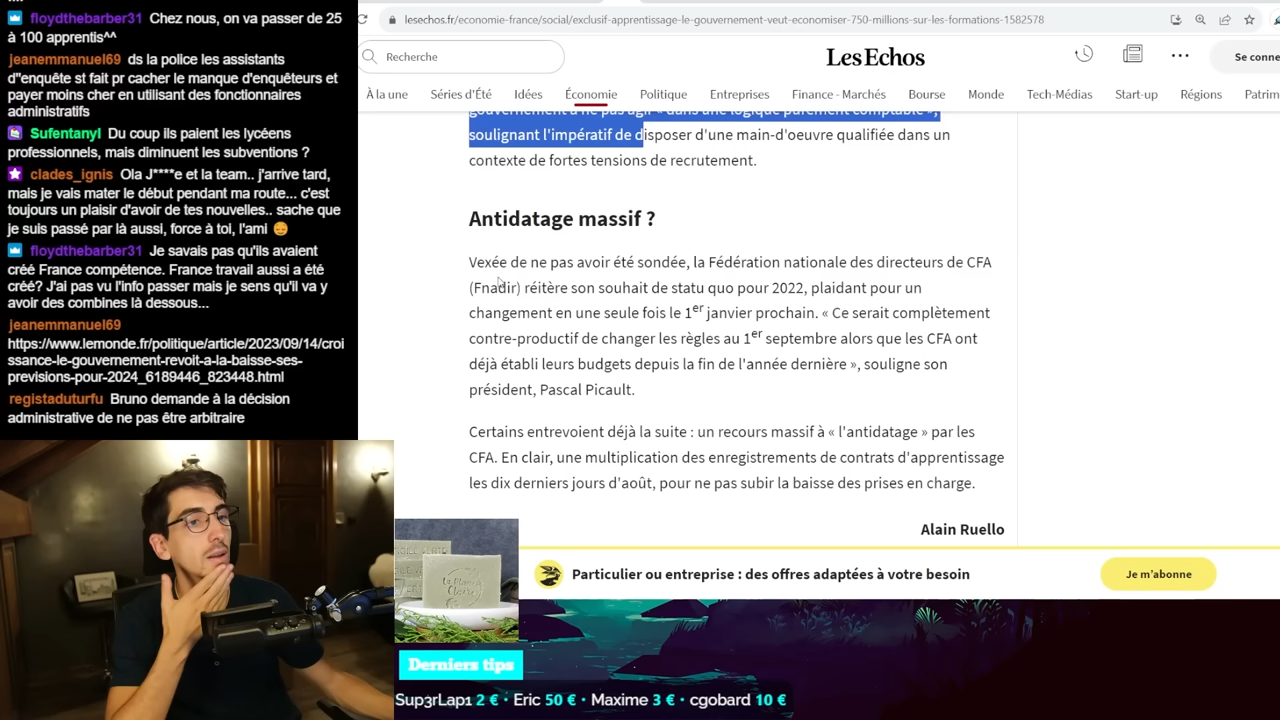 floydthebarber31 Chez nous, on va passer de 25
à 100 apprentis^^
jeanemmanuel69 ds la police les assistants
d"enquête st fait pr cacher le manque d'enquêteurs et
payer moins cher en utilisant des fonctionnaires
administratifs
Sufentanyl Du coup ils paient les lycéens
professionnels, mais diminuent les subventions ?
clades_ignis Ola J****e et la team.. j'arrive tard,
mais je vais mater le début pendant ma route... c'est
toujours un plaisir d'avoir de tes nouvelles.. sache que
je suis passé par là aussi, force à toi, l'ami 😔
floydthebarber31 Je savais pas qu'ils avaient
créé France compétence. France travail aussi a été
créé? J'ai pas vu l'info passer mais je sens qu'il va y
avoir des combines là dessous...
jeanemmanuel69
https://www.lemonde.fr/politique/article/2023/09/14/croi
ssance-le-gouvernement-revoit-a-la-baisse-ses-
previsions-pour-2024_6189446_823448.html
registaduturfu Bruno demande à la décision
administrative de ne pas être arbitraire
lesechos.fr/economie-france/social/exclusif-apprentissage-le-gouvernement-veut-economiser-750-millions-sur-les-formations-1582578
Recherche
Les Echos
Se conne
À la une Séries d'Été Idées Économie Politique Entreprises Finance - Marchés Bourse Monde Tech-Médias Start-up Régions Patrim
gouvernement à ne pas agir « dans une logique purement comptable »,
soulignant l'impératif de disposer d'une main-d'oeuvre qualifiée dans un
contexte de fortes tensions de recrutement.
Antidatage massif ?
Vexée de ne pas avoir été sondée, la Fédération nationale des directeurs de CFA
(Fnadir) réitère son souhait de statu quo pour 2022, plaidant pour un
changement en une seule fois le 1er janvier prochain. « Ce serait complètement
contre-productif de changer les règles au 1er septembre alors que les CFA ont
déjà établi leurs budgets depuis la fin de l'année dernière », souligne son
président, Pascal Picault.
Certains entrevoient déjà la suite : un recours massif à « l'antidatage » par les
CFA. En clair, une multiplication des enregistrements de contrats d'apprentissage
les dix derniers jours d'août, pour ne pas subir la baisse des prises en charge.
Alain Ruello
Particulier ou entreprise : des offres adaptées à votre besoin
Je m'abonne
Derniers tips
Sup3rLap1 2 € • Eric 50 € • Maxime 3 € • cgobard 10 €